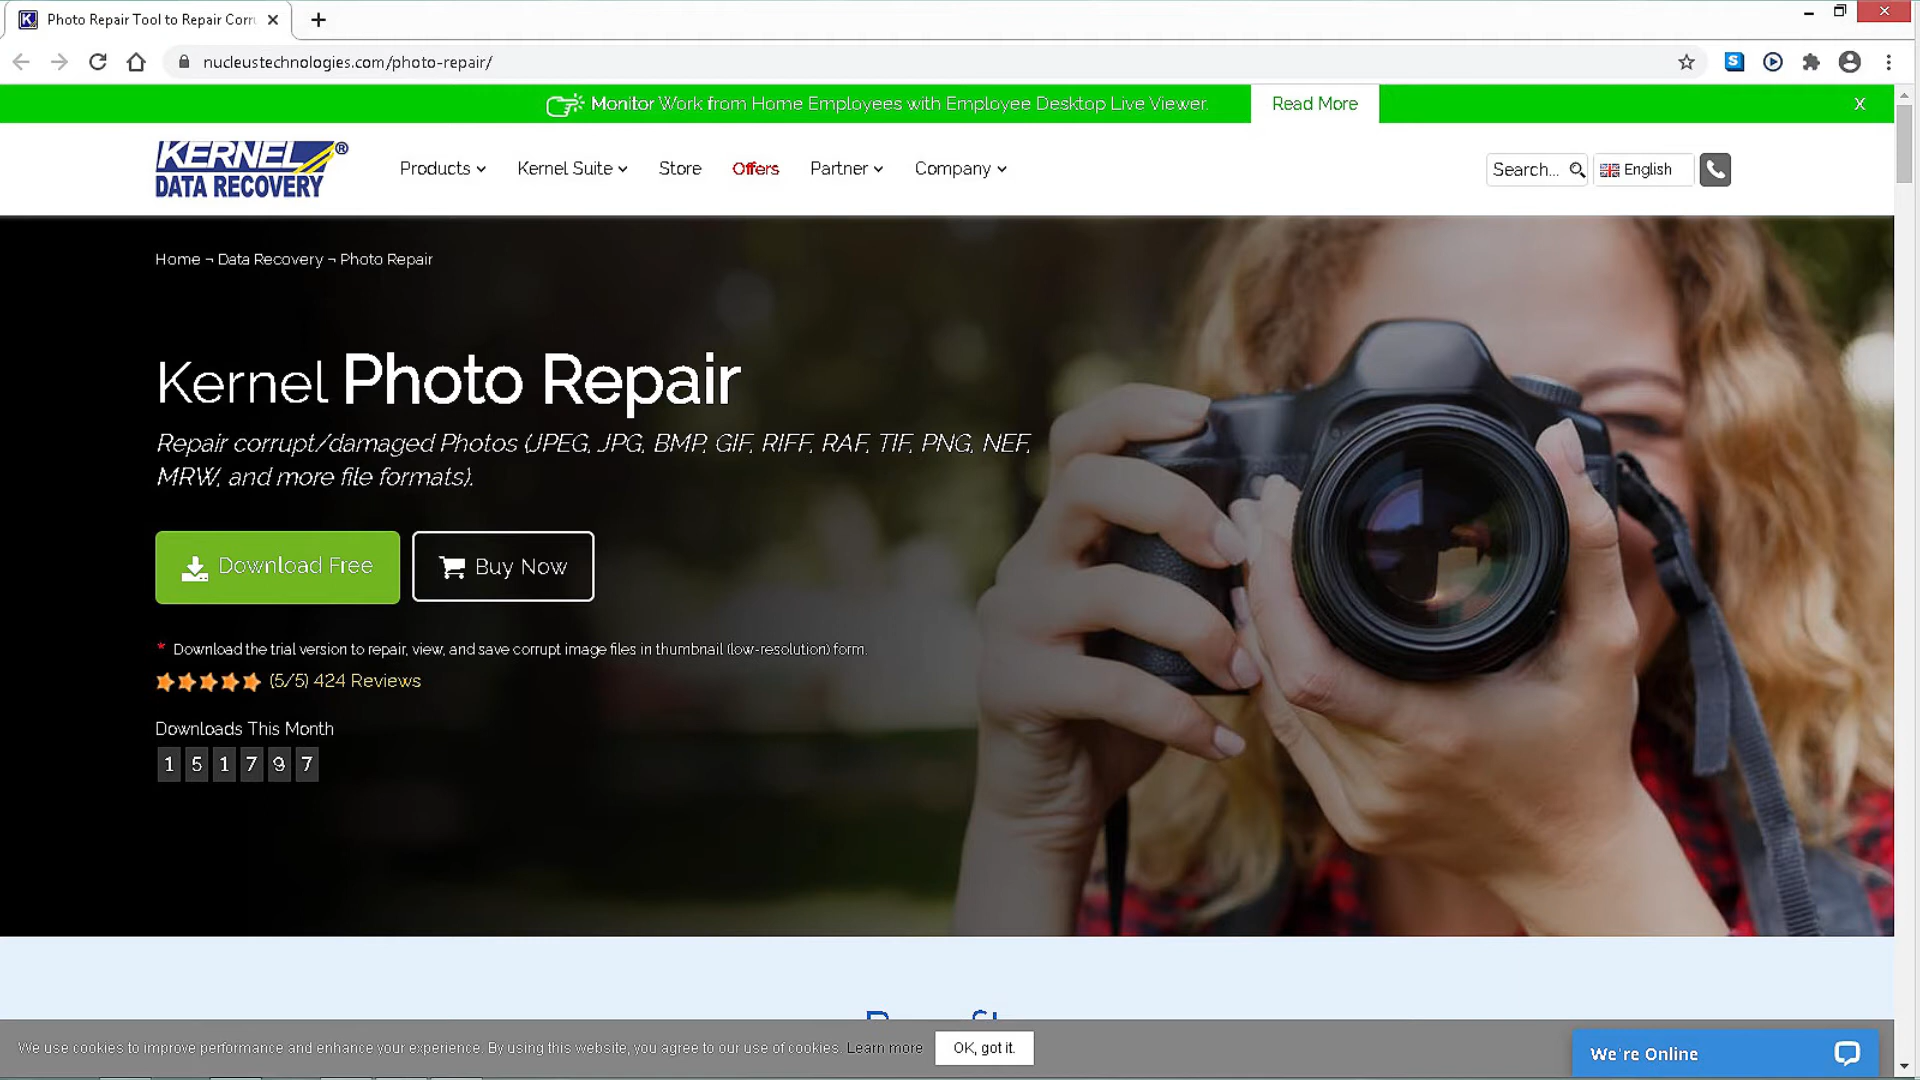 Photo Repair Tool to Repair Corr
nucleustechnologies.com/photo-repair/
Monitor Work from Home Employees with Employee Desktop Live Viewer. Read More X
KERNEL®
DATA RECOVERY
Products Kernel Suite Store Offers Partner Company Search... English
Home ¬ Data Recovery ¬ Photo Repair
Kernel Photo Repair
Repair corrupt/damaged Photos (JPEG, JPG, BMP, GIF, RIFF, RAF, TIF, PNG, NEF,
MRW, and more file formats).
Download Free Buy Now
* Download the trial version to repair, view, and save corrupt image files in thumbnail (low-resolution) form.
(5/5) 424 Reviews
Downloads This Month
1 5 1 7 9 7
We use cookies to improve performance and enhance your experience. By using this website, you agree to our use of cookies. Learn more OK, got it.
We're Online